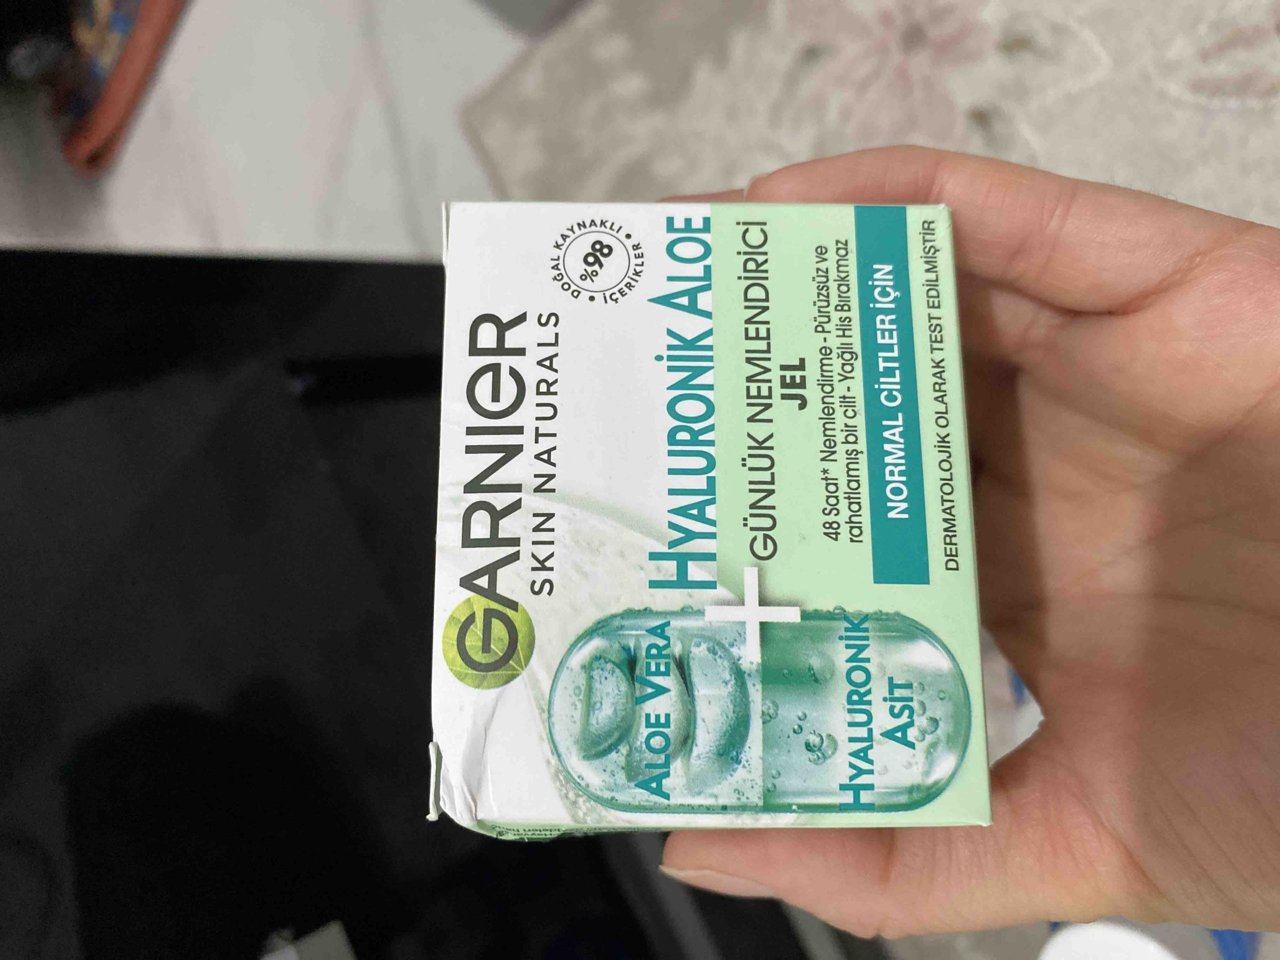 GARNIER
SKIN NATURALS
DOĞAL KAYNAKLI
%98
İÇERİKLER
HYALURONİK ALOE
GÜNLÜK NEMLENDİRİCİ
JEL
48 Saat* Nemlendirme - Pürüzsüz ve
rahatlamış bir cilt - Yağlı His Bırakmaz
NORMAL CİLTLER İÇİN
DERMATOLOJİK OLARAK TEST EDİLMİŞTİR
ALOE VERA
+
HYALURONİK
ASİT